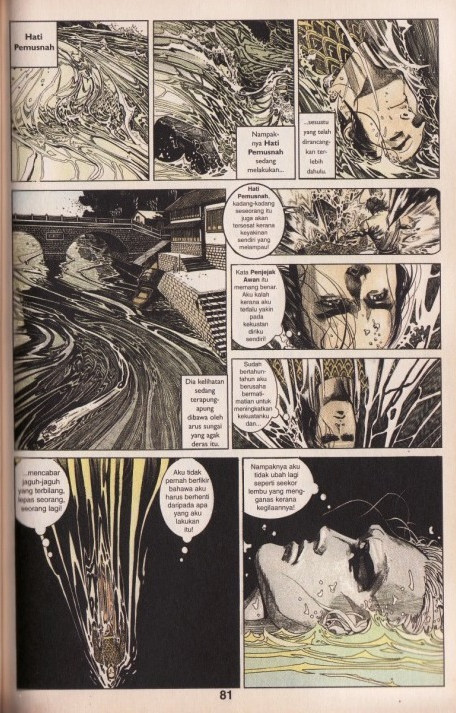 Hati
Pemusnah
Nampak-
nya Hati
Pemusnah
sedang
melakukan...
...sesuatu
yang telah
dirancang-
kan ter-
lebih
dahulu.
Hati
Pemusnah,
kadang-kadang
seseorang itu
juga akan
tersesat kerana
keyakinan
sendiri yang
melampau!
Kata Penjejak
Awan itu
memang benar.
Aku kalah
kerana aku
terlalu yakin
pada
kekuatan
diriku
sendiri!
Dia kelihatan
sedang
terapung-
apung
dibawa oleh
arus sungai
yang agak
deras itu.
Sudah
bertahun-
tahun aku
berusaha
bermati-
matian untuk
meningkatkan
kekuatanku
dan...
...mencabar
jaguh-jaguh
yang terbilang,
lepas seorang,
seorang lagi!
Aku tidak
pernah berfikir
bahawa aku
harus berhenti
daripada apa
yang aku
lakukan
itu!
Nampaknya aku
tidak ubah lagi
seperti seekor
lembu yang meng-
ganas kerana
kegilaannya!
81